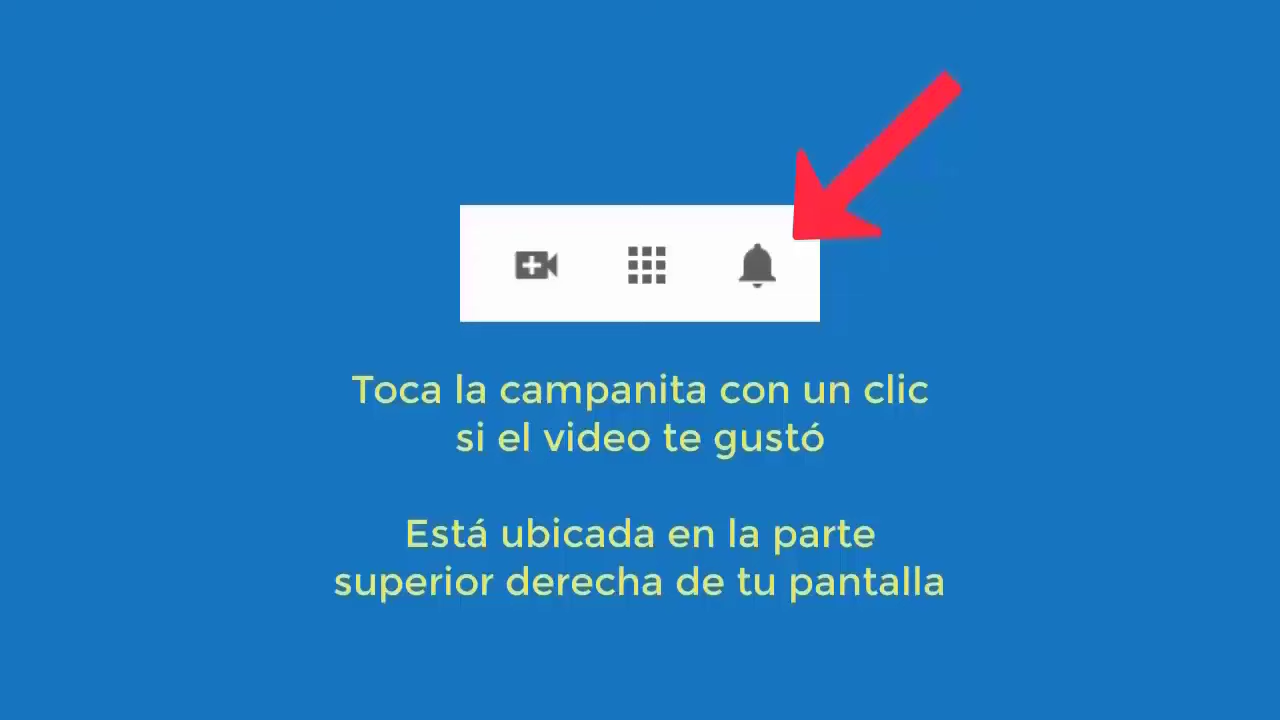 Toca la campanita con un clic
si el video te gustó
Está ubicada en la parte
superior derecha de tu pantalla